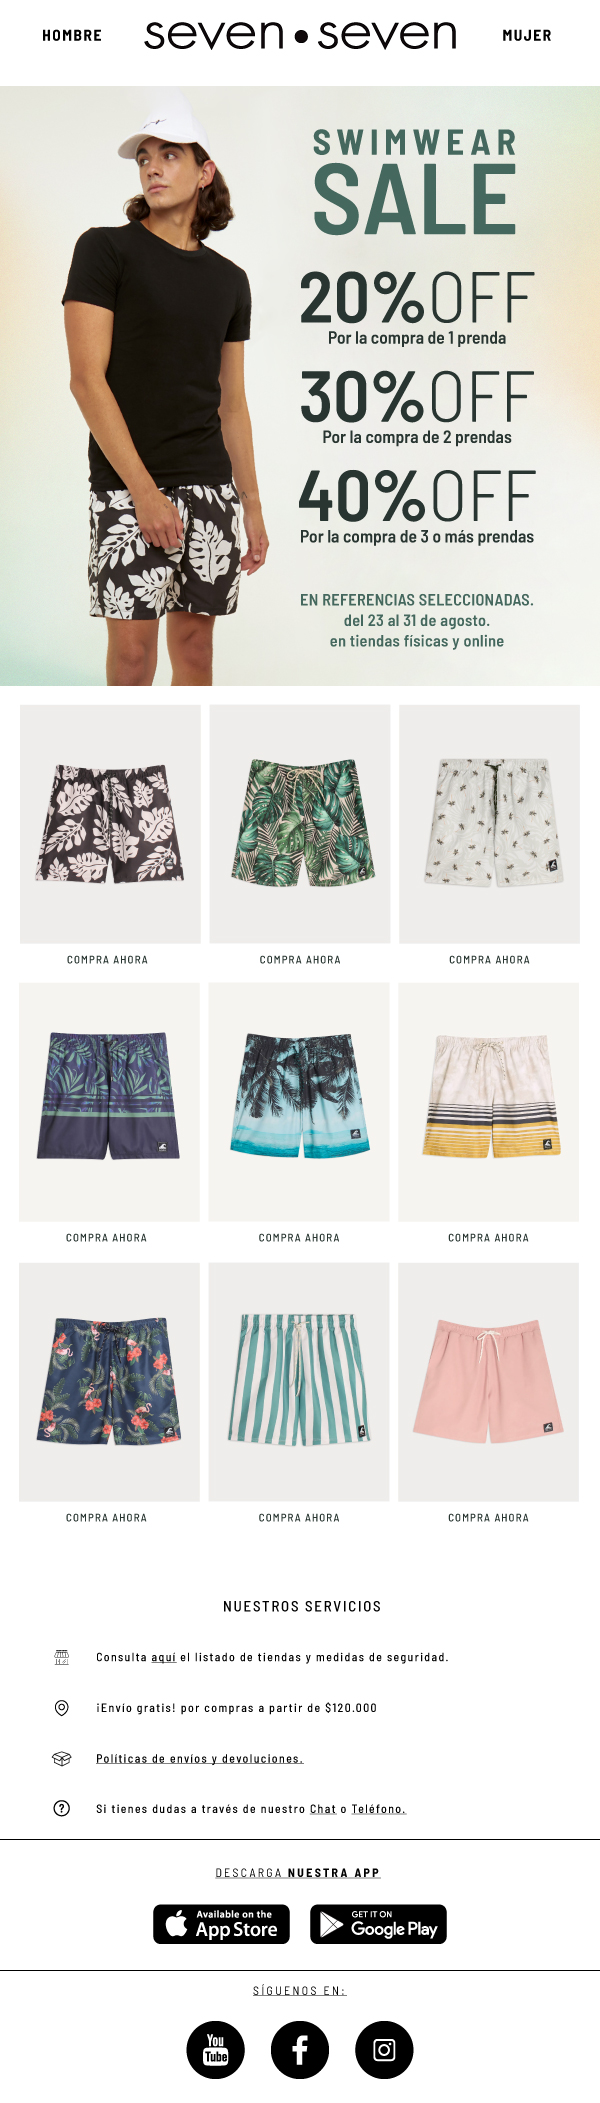 HOMBRE
seven•seven
MUJER
SWIMWEAR
SALE
20%OFF
Por la compra de 1 prenda
30%OFF
Por la compra de 2 prendas
40%OFF
Por la compra de 3 o más prendas
EN REFERENCIAS SELECCIONADAS.
del 23 al 31 de agosto.
en tiendas físicas y online
COMPRA AHORA
COMPRA AHORA
COMPRA AHORA
COMPRA AHORA
COMPRA AHORA
COMPRA AHORA
COMPRA AHORA
COMPRA AHORA
COMPRA AHORA
NUESTROS SERVICIOS
Consulta aquí el listado de tiendas y medidas de seguridad.
¡Envío gratis! por compras a partir de $120.000
Políticas de envíos y devoluciones.
Si tienes dudas a través de nuestro Chat o Teléfono.
DESCARGA NUESTRA APP
Available on the
App Store
GET IT ON
Google Play
SÍGUENOS EN:
You
Tube